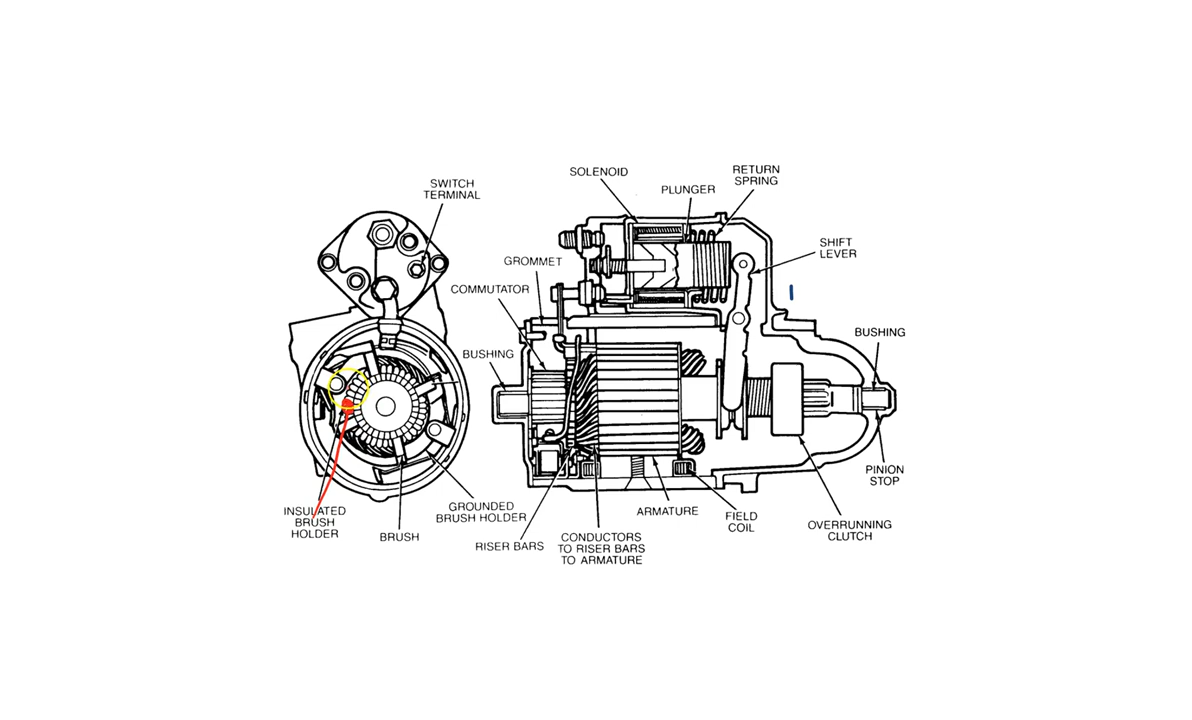 SWITCH
TERMINAL
SOLENOID
PLUNGER
RETURN
SPRING
SHIFT
LEVER
GROMMET
COMMUTATOR
BUSHING
BUSHING
INSULATED
BRUSH
HOLDER
BRUSH
GROUNDED
BRUSH HOLDER
RISER BARS
CONDUCTORS
TO RISER BARS
TO ARMATURE
ARMATURE
FIELD
COIL
OVERRUNNING
CLUTCH
PINION
STOP